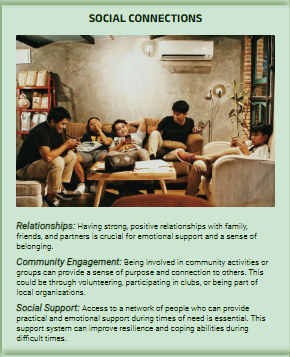 SOCIAL CONNECTIONS
Relationships: Having strong, positive relationships with family,
friends, and partners is crucial for emotional support and a sense of
belonging.
Community Engagement: Being involved in community activities or
groups can provide a sense of purpose and connection to others. This
could be through volunteering, participating in clubs, or being part of
local organizations.
Social Support: Access to a network of people who can provide
practical and emotional support during times of need is essential. This
support system can improve resilience and coping abilities during
difficult times.